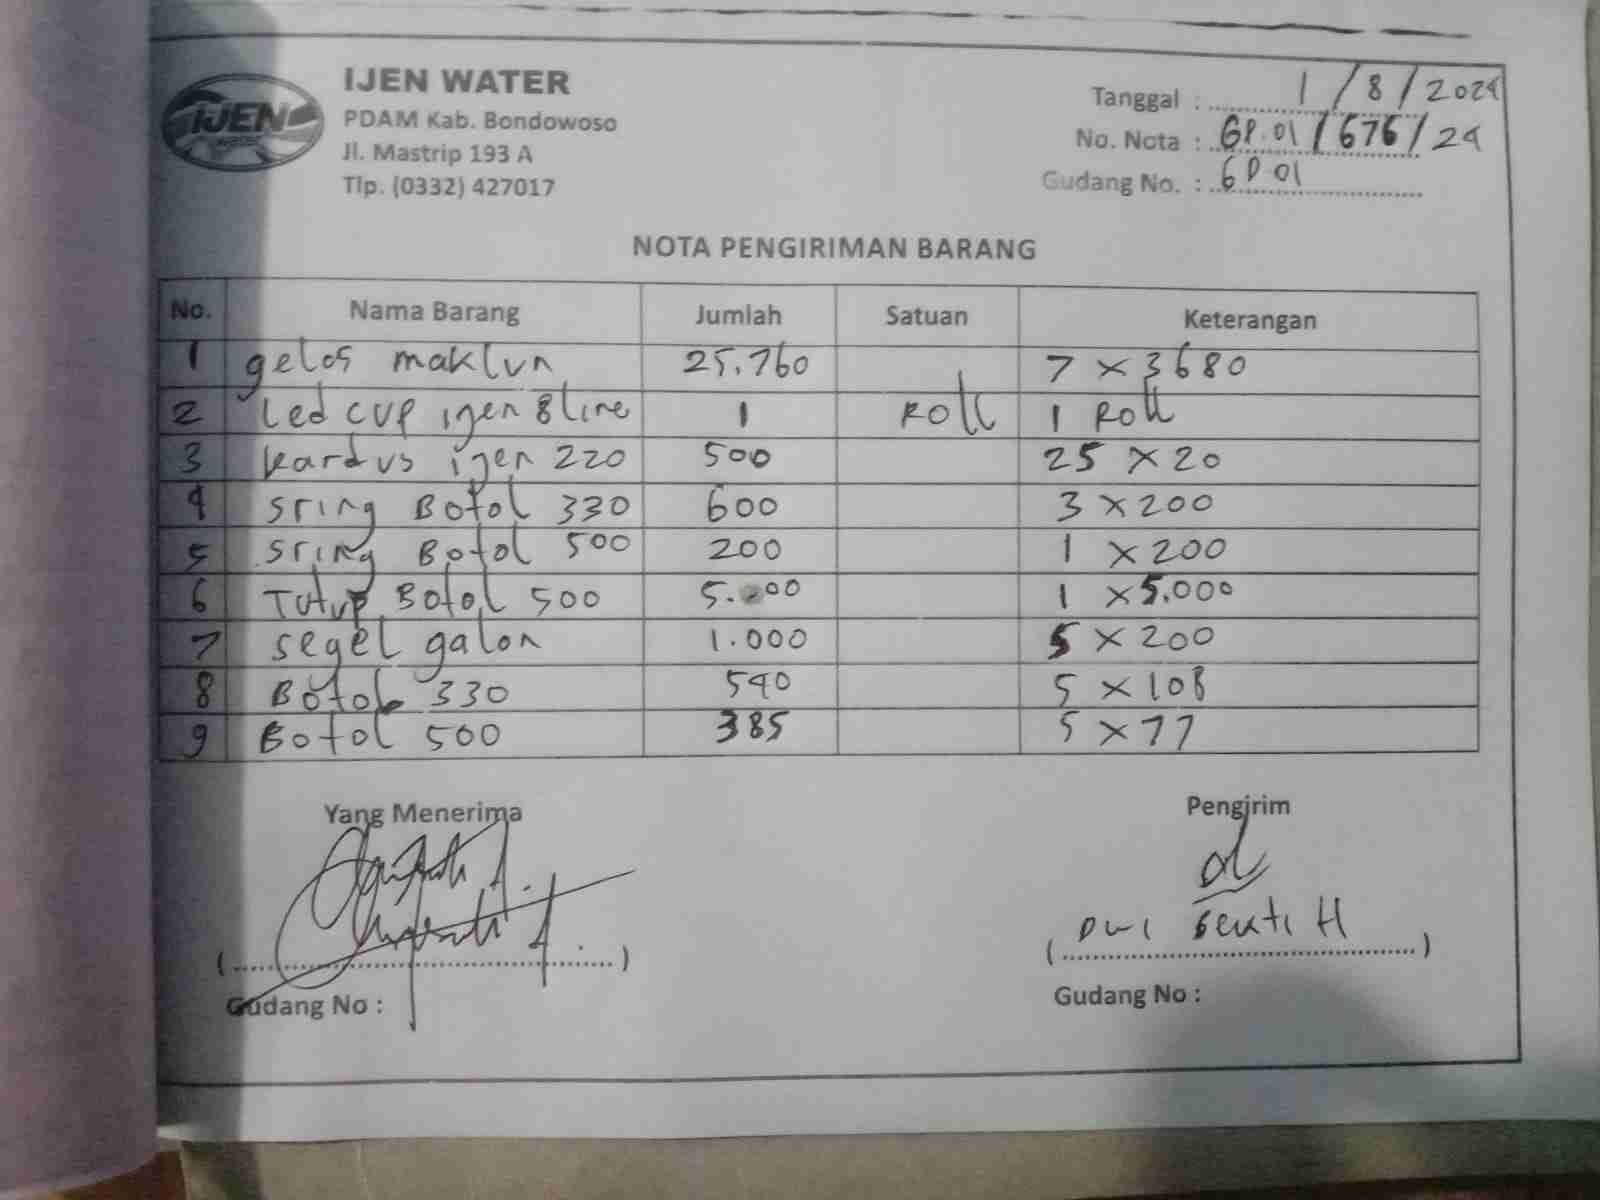 IJEN
IJEN WATER
PDAM Kab. Bondowoso
Jl. Mastrip 193 A
Tlp. (0332) 427017
Tanggal : 1 / 8 / 2024
No. Nota : GP.01 / 676 / 24
Gudang No. : GP 01
NOTA PENGIRIMAN BARANG
No. Nama Barang Jumlah Satuan Keterangan
1 gelos maklun 25.760 7 x 3680
2 Led cup ijen 8 line 1 Roll 1 Roll
3 kardus ijen 220 500 25 x 20
4 sring Botol 330 600 3 x 200
5 sring Botol 500 200 1 x 200
6 Tutup Botol 500 5.000 1 x 5.000
7 segel galon 1.000 5 x 200
8 Botol 330 540 5 x 108
9 Botol 500 385 5 x 77
Yang Menerima
Pengirim
Dwi H
(....................) (....................)
Gudang No : Gudang No :